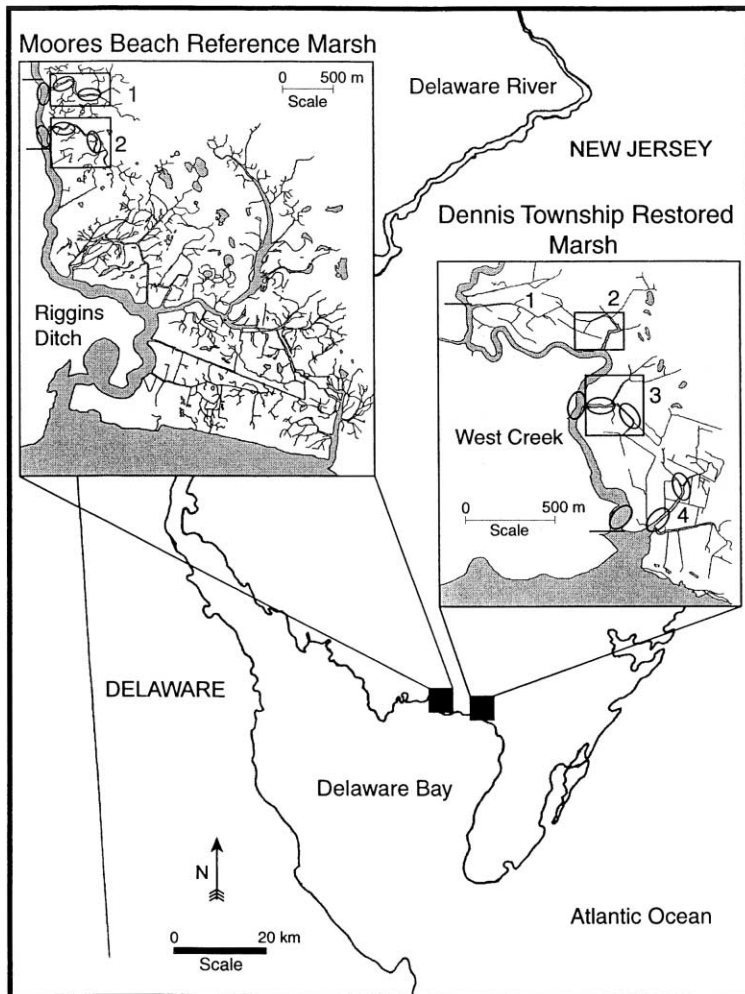 Moores Beach Reference Marsh
0 500 m
Scale
1
2
Riggins
Ditch
Delaware River
NEW JERSEY
Dennis Township Restored
Marsh
1
2
3
West Creek
0 500 m
Scale
4
DELAWARE
Delaware Bay
N
0 20 km
Scale
Atlantic Ocean